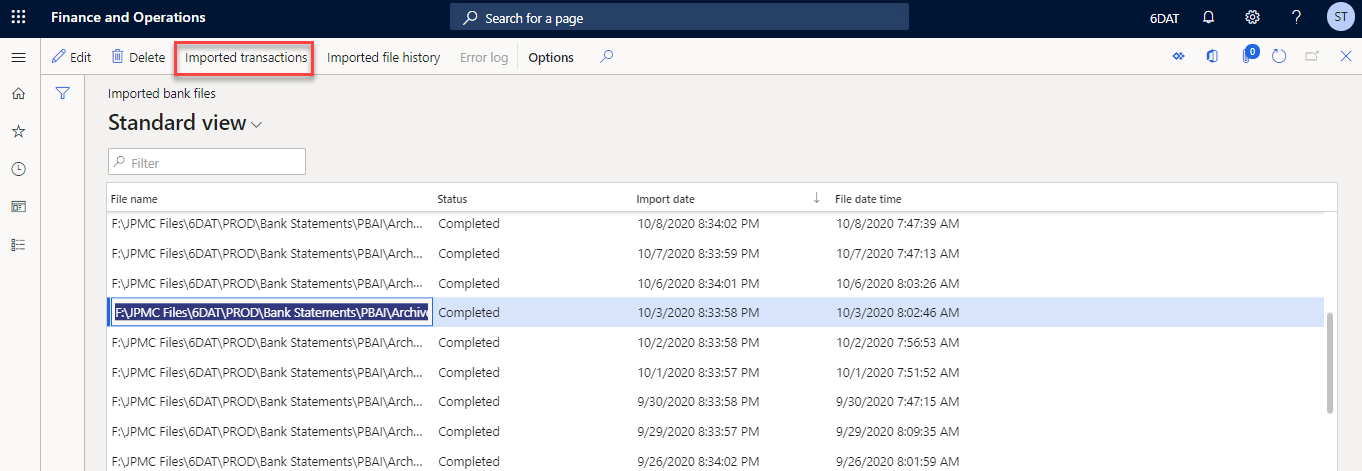 Finance and Operations Search for a page 6DAT ? ST
Edit Delete Imported transactions Imported file history Error log Options 0
Imported bank files
Standard view
Filter
File name Status Import date File date time
F:\JPMC Files\6DAT\PROD\Bank Statements\PBAI\Arch... Completed 10/8/2020 8:34:02 PM 10/8/2020 7:47:39 AM
F:\JPMC Files\6DAT\PROD\Bank Statements\PBAI\Arch... Completed 10/7/2020 8:33:59 PM 10/7/2020 7:47:13 AM
F:\JPMC Files\6DAT\PROD\Bank Statements\PBAI\Arch... Completed 10/6/2020 8:34:01 PM 10/6/2020 8:03:26 AM
F:\JPMC Files\6DAT\PROD\Bank Statements\PBAI\Archive Completed 10/3/2020 8:33:58 PM 10/3/2020 8:02:46 AM
F:\JPMC Files\6DAT\PROD\Bank Statements\PBAI\Arch... Completed 10/2/2020 8:33:58 PM 10/2/2020 7:56:53 AM
F:\JPMC Files\6DAT\PROD\Bank Statements\PBAI\Arch... Completed 10/1/2020 8:33:57 PM 10/1/2020 7:51:52 AM
F:\JPMC Files\6DAT\PROD\Bank Statements\PBAI\Arch... Completed 9/30/2020 8:33:58 PM 9/30/2020 7:47:15 AM
F:\JPMC Files\6DAT\PROD\Bank Statements\PBAI\Arch... Completed 9/29/2020 8:33:57 PM 9/29/2020 8:09:35 AM
F:\JPMC Files\6DAT\PROD\Bank Statements\PBAI\Arch... Completed 9/26/2020 8:34:02 PM 9/26/2020 8:01:59 AM